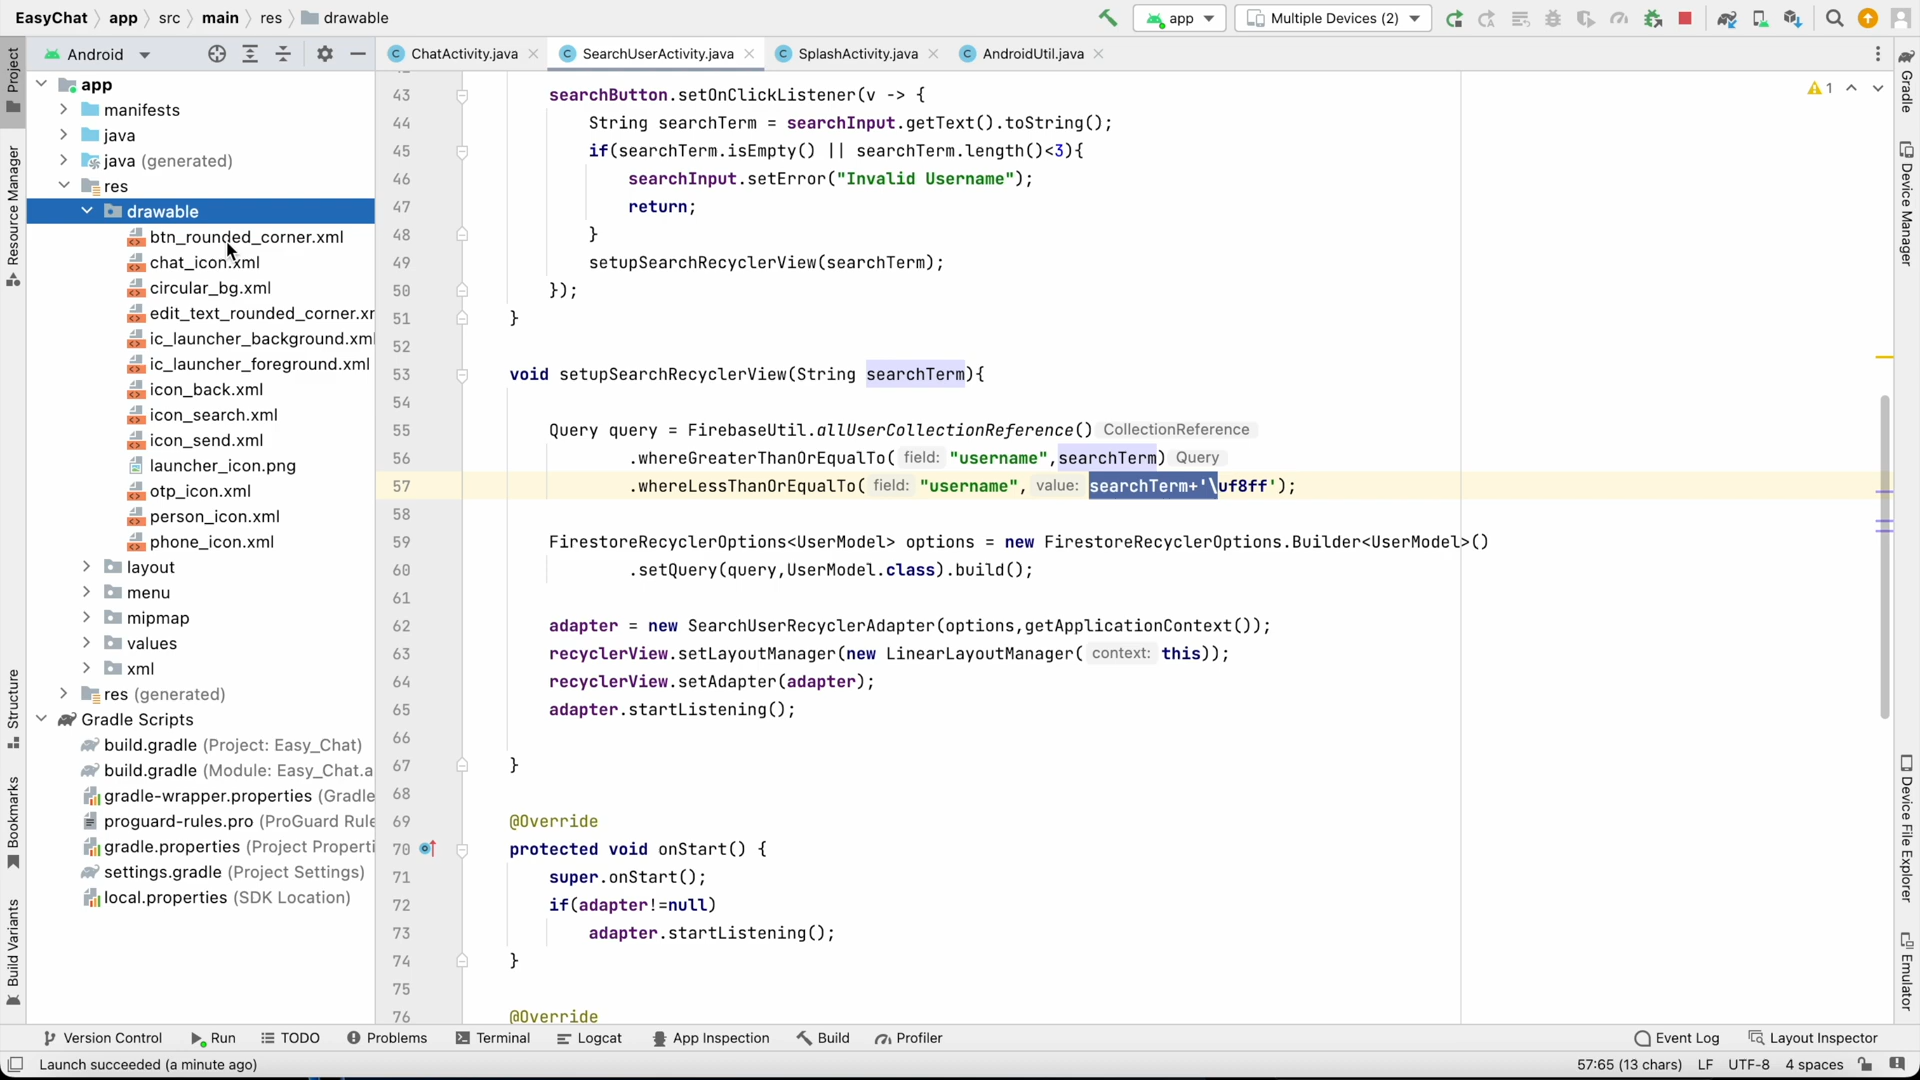 EasyChat app src main res drawable app Multiple Devices (2)
Android ChatActivity.java SearchUserActivity.java SplashActivity.java AndroidUtil.java
Project
Resource Manager
Structure
Bookmarks
Build Variants
app
manifests
java
java (generated)
res
drawable
btn_rounded_corner.xml
chat_icon.xml
circular_bg.xml
edit_text_rounded_corner.xm
ic_launcher_background.xml
ic_launcher_foreground.xml
icon_back.xml
icon_search.xml
icon_send.xml
launcher_icon.png
otp_icon.xml
person_icon.xml
phone_icon.xml
layout
menu
mipmap
values
xml
res (generated)
Gradle Scripts
build.gradle (Project: Easy_Chat)
build.gradle (Module: Easy_Chat.a
gradle-wrapper.properties (Gradle
proguard-rules.pro (ProGuard Rule
gradle.properties (Project Properti
settings.gradle (Project Settings)
local.properties (SDK Location)
1
43 searchButton.setOnClickListener(v -> {
44 String searchTerm = searchInput.getText().toString();
45 if(searchTerm.isEmpty() || searchTerm.length()<3){
46 searchInput.setError("Invalid Username");
47 return;
48 }
49 setupSearchRecyclerView(searchTerm);
50 });
51 }
52
53 void setupSearchRecyclerView(String searchTerm){
54
55 Query query = FirebaseUtil.allUserCollectionReference() CollectionReference
56 .whereGreaterThanOrEqualTo( field: "username",searchTerm) Query
57 .whereLessThanOrEqualTo( field: "username", value: searchTerm+'\uf8ff');
58
59 FirestoreRecyclerOptions<UserModel> options = new FirestoreRecyclerOptions.Builder<UserModel>()
60 .setQuery(query,UserModel.class).build();
61
62 adapter = new SearchUserRecyclerAdapter(options,getApplicationContext());
63 recyclerView.setLayoutManager(new LinearLayoutManager( context: this));
64 recyclerView.setAdapter(adapter);
65 adapter.startListening();
66
67 }
68
69 @Override
70 protected void onStart() {
71 super.onStart();
72 if(adapter!=null)
73 adapter.startListening();
74 }
75
76 @Override
Gradle
Device Manager
Device File Explorer
Emulator
Version Control Run TODO Problems Terminal Logcat App Inspection Build Profiler Event Log Layout Inspector
Launch succeeded (a minute ago) 57:65 (13 chars) LF UTF-8 4 spaces